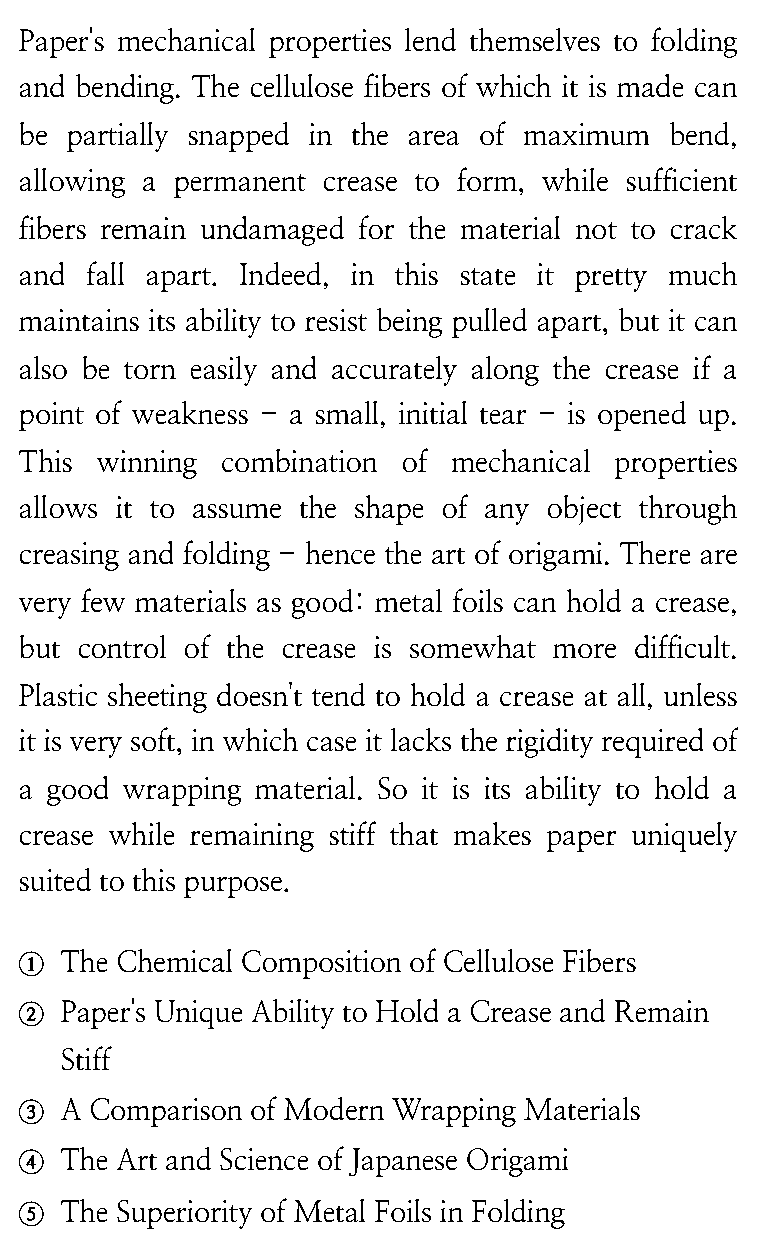 Paper's mechanical properties lend themselves to folding
and bending. The cellulose fibers of which it is made can
be partially snapped in the area of maximum bend,
allowing a permanent crease to form, while sufficient
fibers remain undamaged for the material not to crack
and fall apart. Indeed, in this state it pretty much
maintains its ability to resist being pulled apart, but it can
also be torn easily and accurately along the crease if a
point of weakness − a small, initial tear − is opened up.
This winning combination of mechanical properties
allows it to assume the shape of any object through
creasing and folding − hence the art of origami. There are
very few materials as good: metal foils can hold a crease,
but control of the crease is somewhat more difficult.
Plastic sheeting doesn't tend to hold a crease at all, unless
it is very soft, in which case it lacks the rigidity required of
a good wrapping material. So it is its ability to hold a
crease while remaining stiff that makes paper uniquely
suited to this purpose.
① The Chemical Composition of Cellulose Fibers
② Paper's Unique Ability to Hold a Crease and Remain
Stiff
③ A Comparison of Modern Wrapping Materials
④ The Art and Science of Japanese Origami
⑤ The Superiority of Metal Foils in Folding